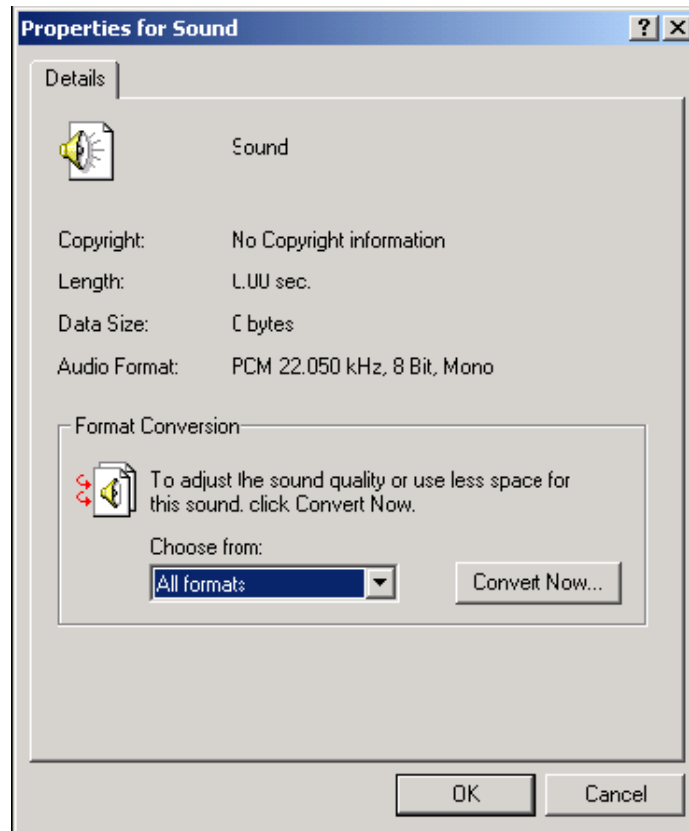 Properties for Sound
Details
Sound
Copyright: No Copyright information
Length: 0.00 sec.
Data Size: 0 bytes
Audio Format: PCM 22.050 kHz, 8 Bit, Mono
Format Conversion
To adjust the sound quality or use less space for
this sound, click Convert Now.
Choose from:
All formats
Convert Now...
OK Cancel